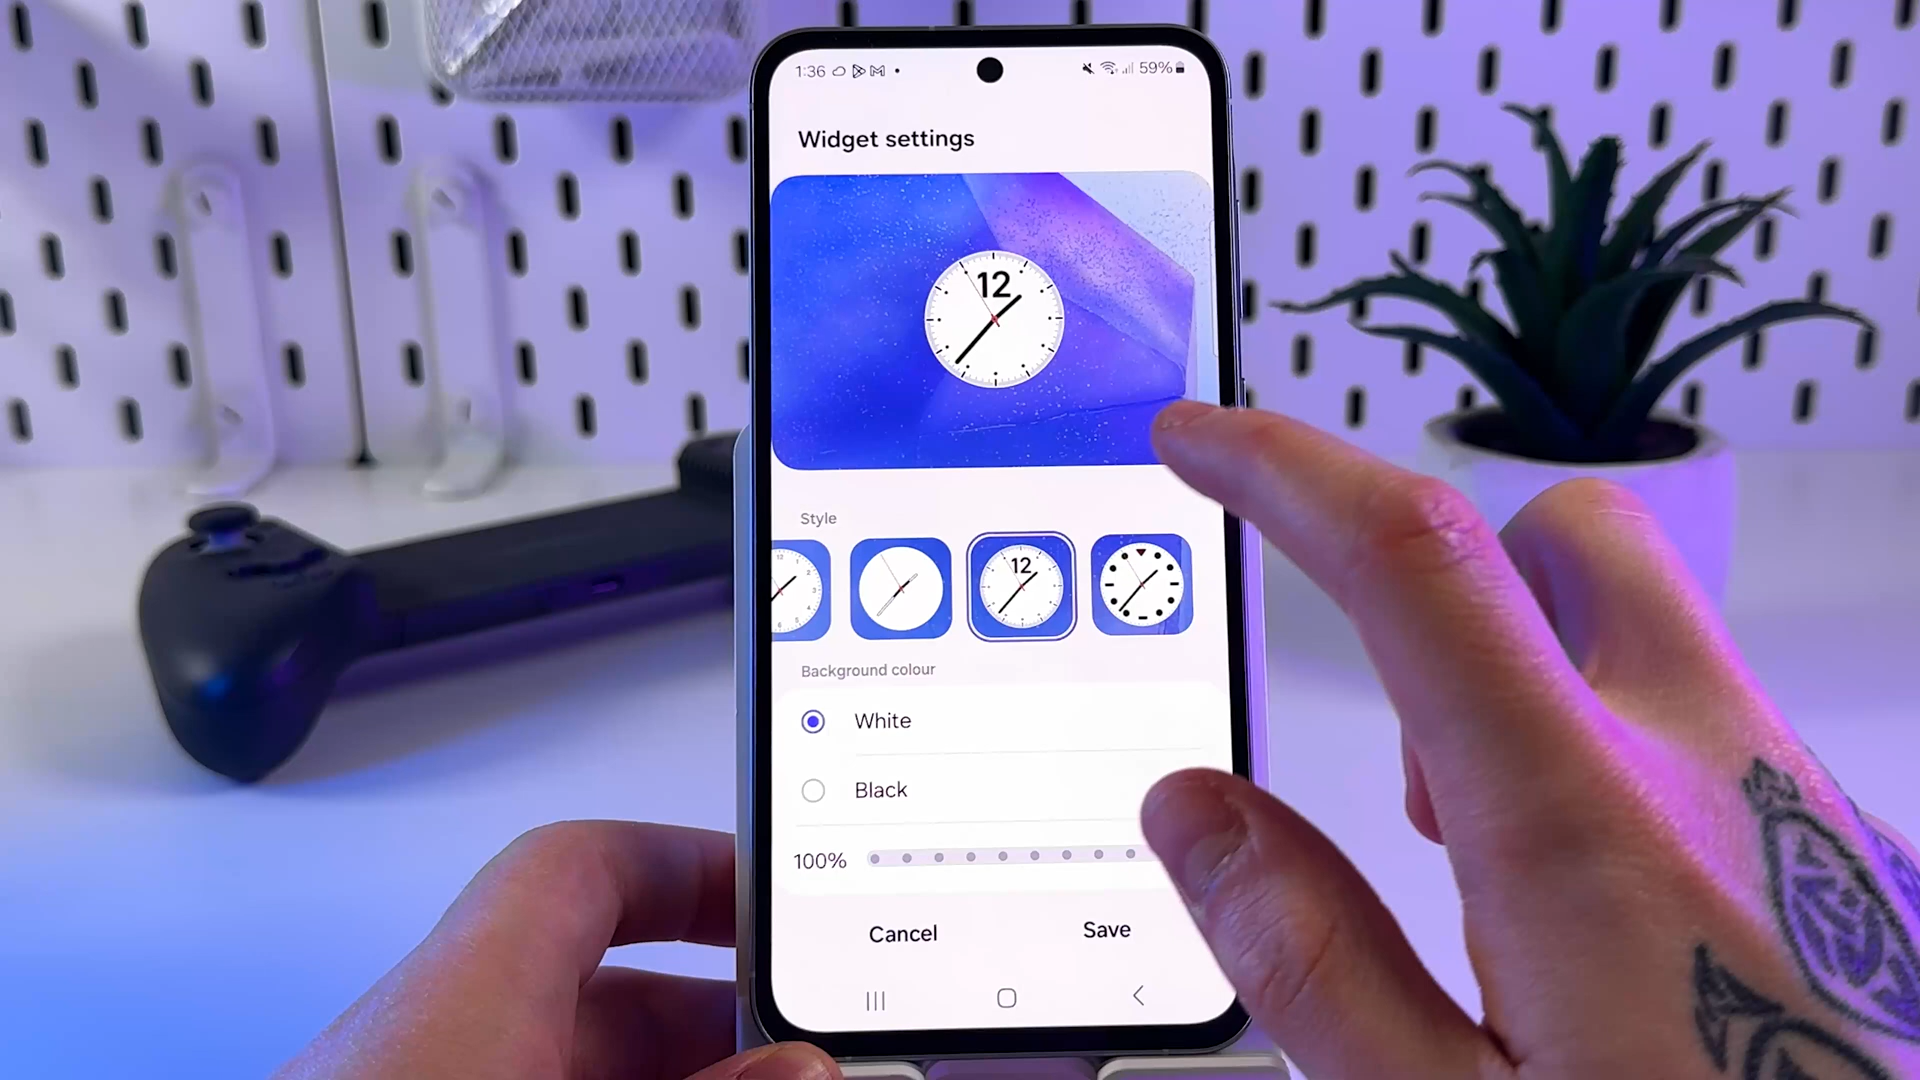 1:36 59%
Widget settings
12
Style
12
Background colour
White
Black
100%
Cancel Save